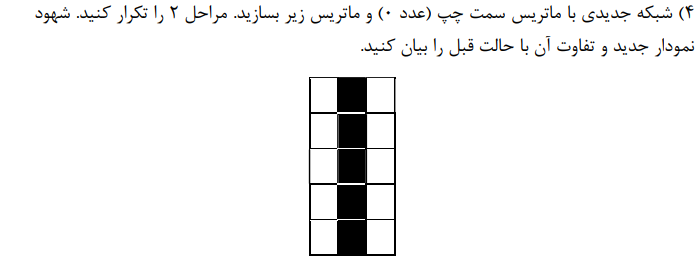 ۴) شبکه جدیدی با ماتریس سمت چپ (عدد ۰) و ماتریس زیر بسازید. مراحل ۲ را تکرار کنید. شهود
نمودار جدید و تفاوت آن با حالت قبل را بیان کنید.